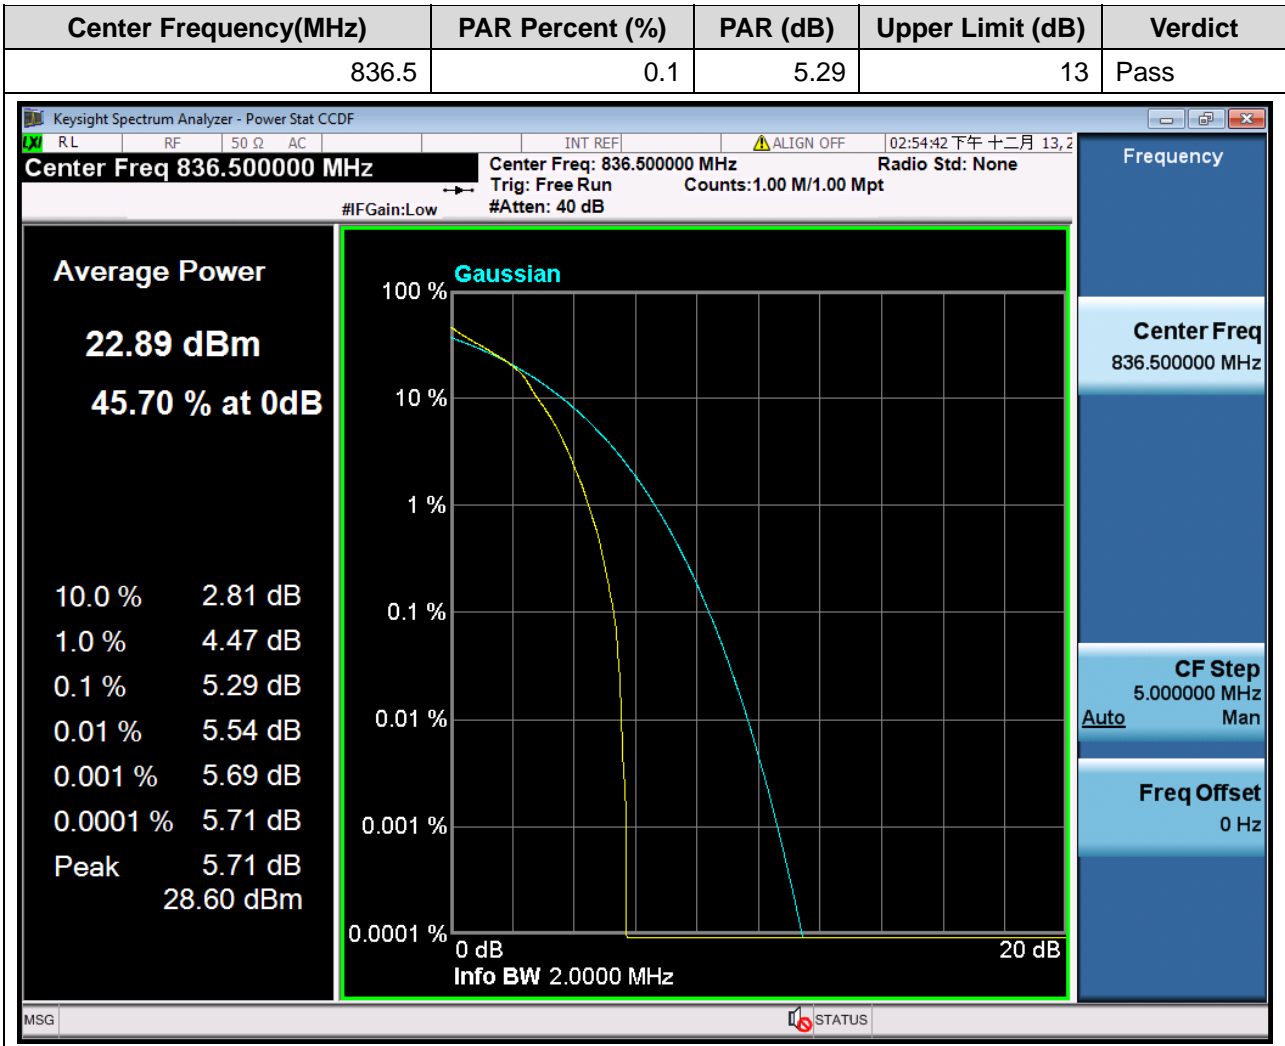 Center Frequency(MHz) PAR Percent (%) PAR (dB) Upper Limit (dB) Verdict
836.5 0.1 5.29 13 Pass
Keysight Spectrum Analyzer - Power Stat CCDF
LXI RL RF 50 Ω AC INT REF ALIGN OFF 02:54:42 下午 十二月 13, 2
Center Freq 836.500000 MHz
Center Freq: 836.500000 MHz Radio Std: None
Trig: Free Run Counts:1.00 M/1.00 Mpt
#IFGain:Low #Atten: 40 dB
Average Power
22.89 dBm
45.70 % at 0dB
10.0 % 2.81 dB
1.0 % 4.47 dB
0.1 % 5.29 dB
0.01 % 5.54 dB
0.001 % 5.69 dB
0.0001 % 5.71 dB
Peak 5.71 dB
28.60 dBm
Gaussian
100 %
10 %
1 %
0.1 %
0.01 %
0.001 %
0.0001 %
0 dB 20 dB
Info BW 2.0000 MHz
Frequency
Center Freq
836.500000 MHz
CF Step
5.000000 MHz
Auto Man
Freq Offset
0 Hz
MSG STATUS